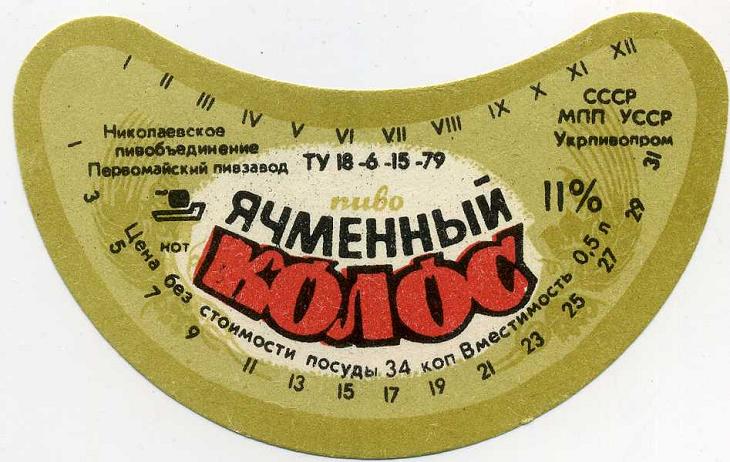 I II III IV V VI VII VIII IX X XI XII
Николаевское
пивобъединение
Первомайский пивзавод
ТУ 18-6-15-79
СССР
МПП УССР
Укрпивопром
пиво
ЯЧМЕННЫЙ
КОЛОС
11%
НОТ
Цена без стоимости посуды 34 коп Вместимость 0,5 л
1 3 5 7 9 11 13 15 17 19 21 23 25 27 29 31